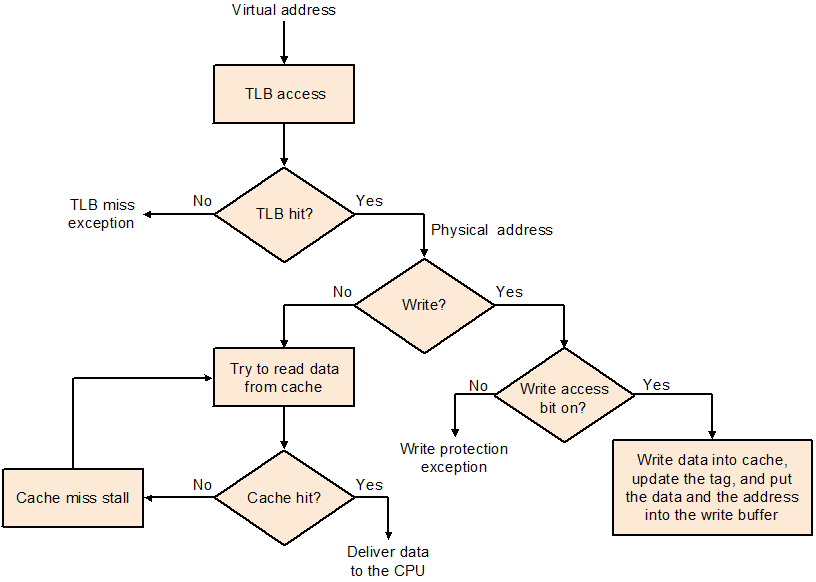 Virtual address
TLB access
No
Yes
TLB miss
exception
TLB hit?
Physical address
No
Write?
Yes
Try to read data
from cache
No
Write access
bit on?
Yes
Write protection
exception
Write data into cache,
update the tag, and put
the data and the address
into the write buffer
Cache miss stall
No
Cache hit?
Yes
Deliver data
to the CPU